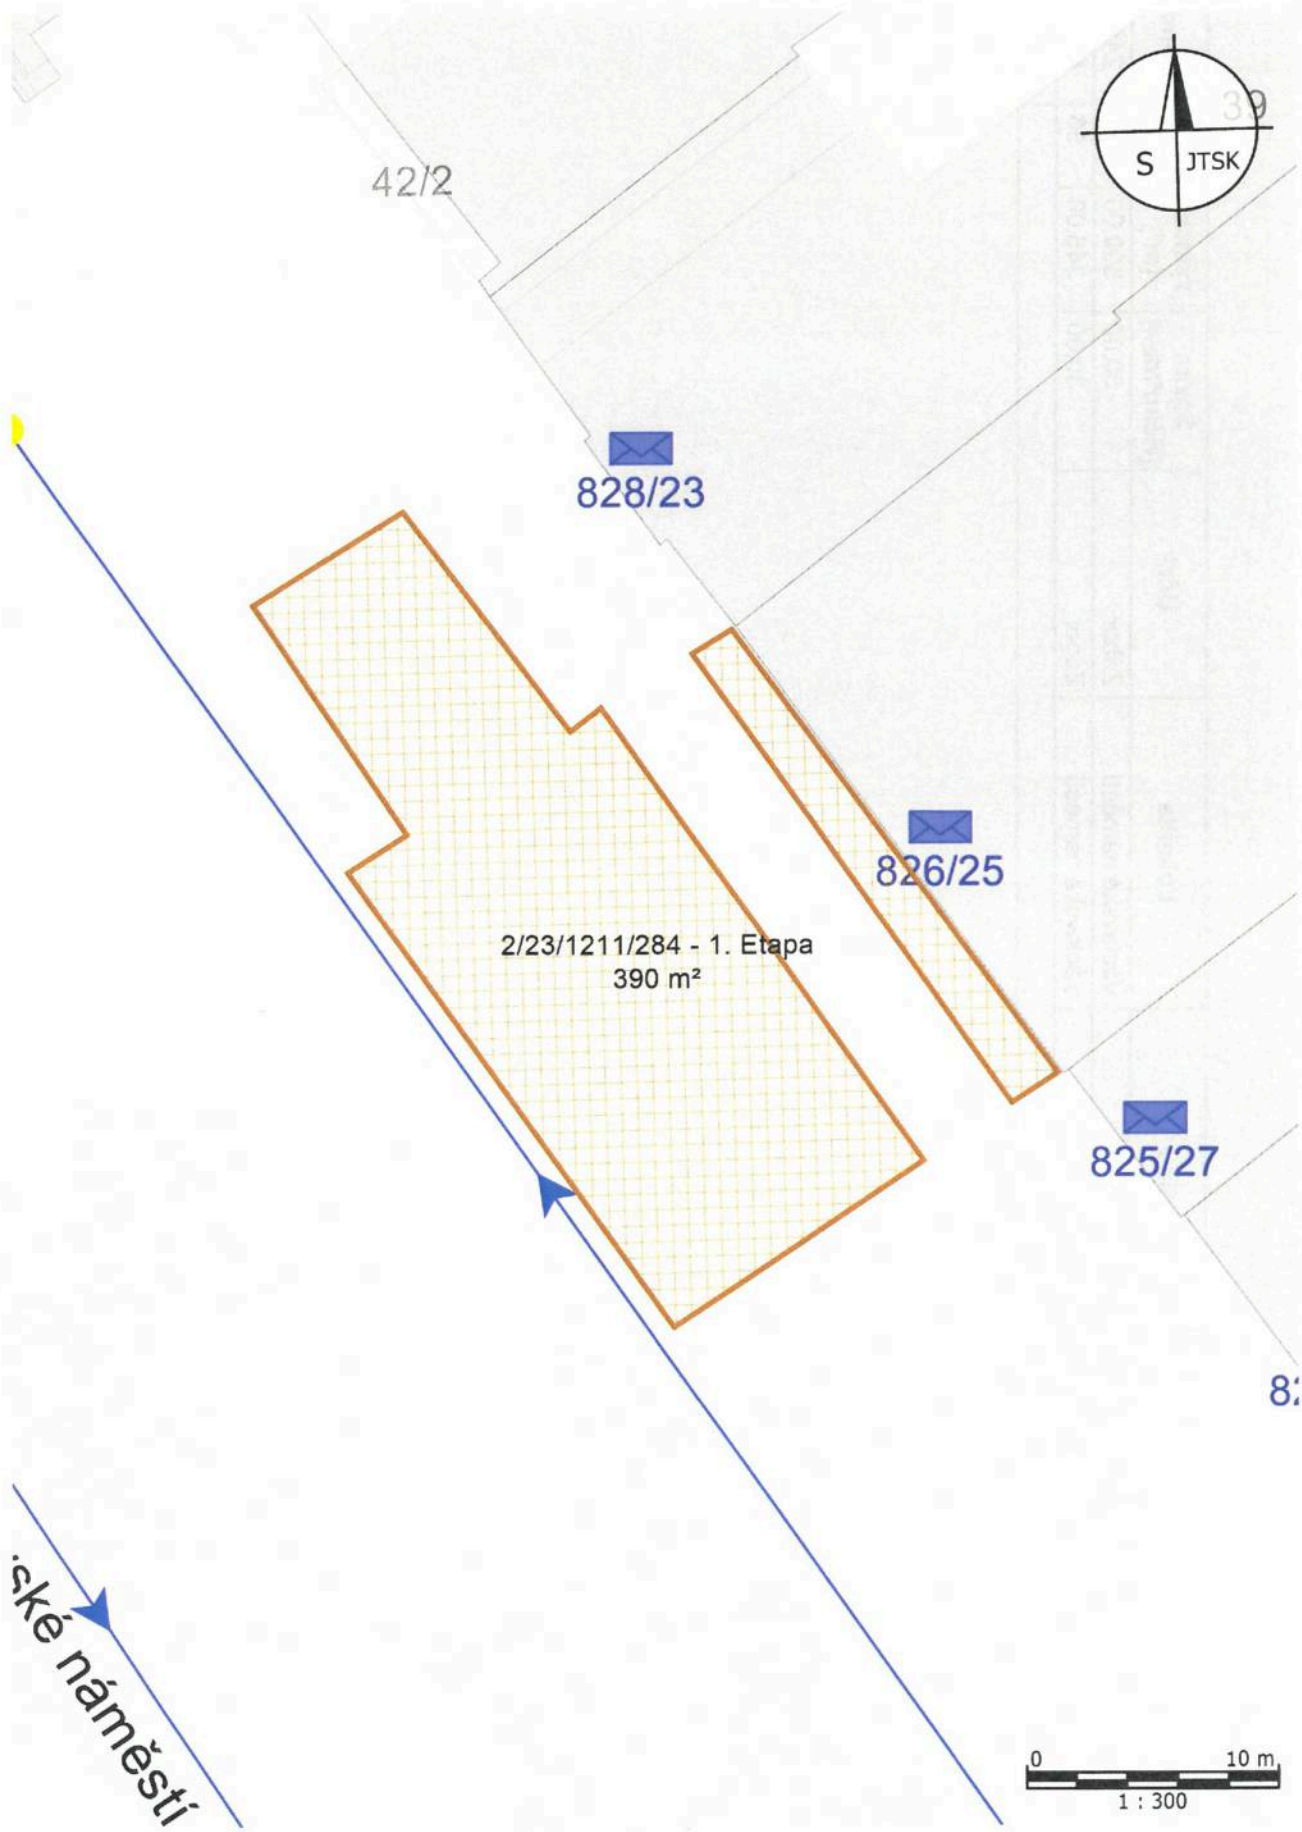 39
S JTSK
42/2
828/23
826/25
2/23/1211/284 - 1. Etapa
390 m²
825/27
ské náměstí
0 10 m
1 : 300